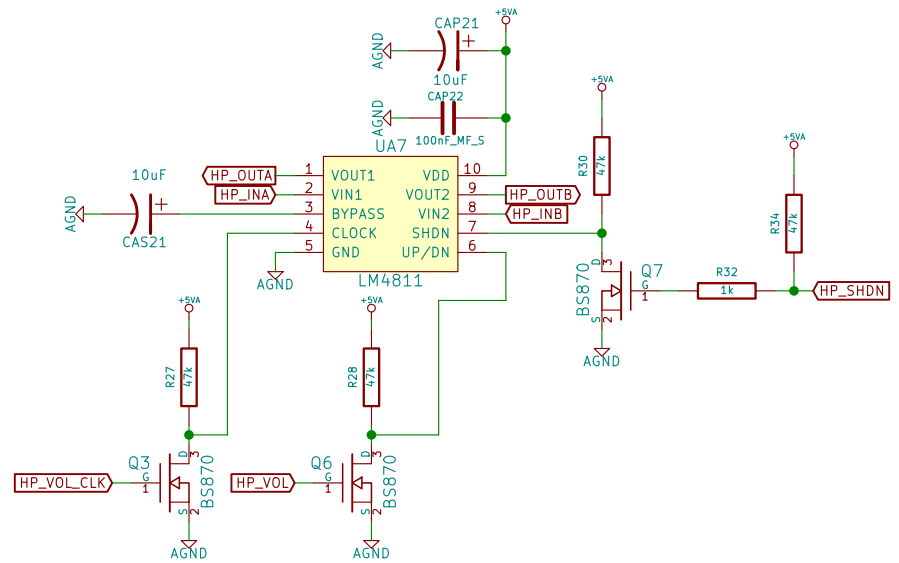 +5VA
CAP21
AGND
+
10uF
CAP22
AGND
100nF_MF_S
+5VA
R30
47k
+5VA
R34
47k
UA7
HP_OUTA
1
VOUT1
VDD
10
HP_INA
2
VIN1
VOUT2
9
HP_OUTB
10uF
AGND
+
CAS21
3
BYPASS
VIN2
8
HP_INB
4
CLOCK
SHDN
7
5
GND
UP/DN
6
AGND
LM4811
BS870
D
3
Q7
G
1
S
2
AGND
R32
1k
HP_SHDN
+5VA
R27
47k
+5VA
R28
47k
HP_VOL_CLK
Q3
G
1
D
3
S
2
BS870
AGND
HP_VOL
Q6
G
1
D
3
S
2
BS870
AGND